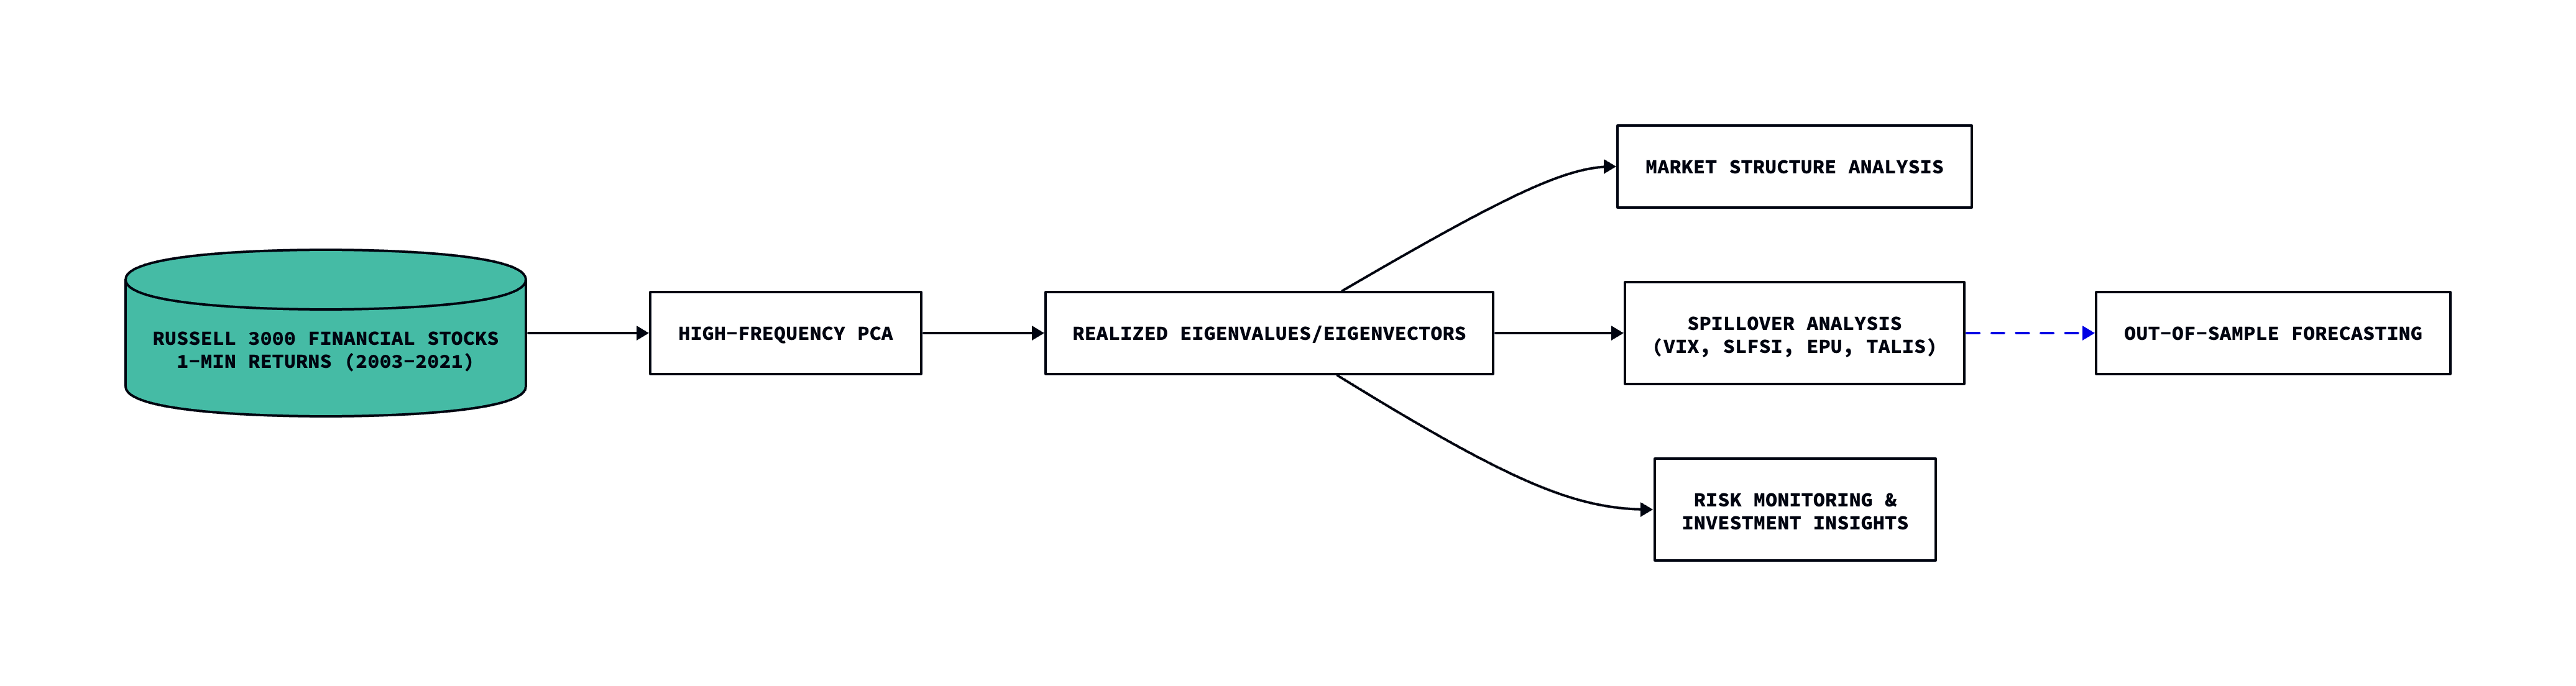 RUSSELL 3000 FINANCIAL STOCKS
1-MIN RETURNS (2003-2021)
HIGH-FREQUENCY PCA
REALIZED EIGENVALUES/EIGENVECTORS
MARKET STRUCTURE ANALYSIS
SPILLOVER ANALYSIS
(VIX, SLFSI, EPU, TALIS)
RISK MONITORING &
INVESTMENT INSIGHTS
OUT-OF-SAMPLE FORECASTING